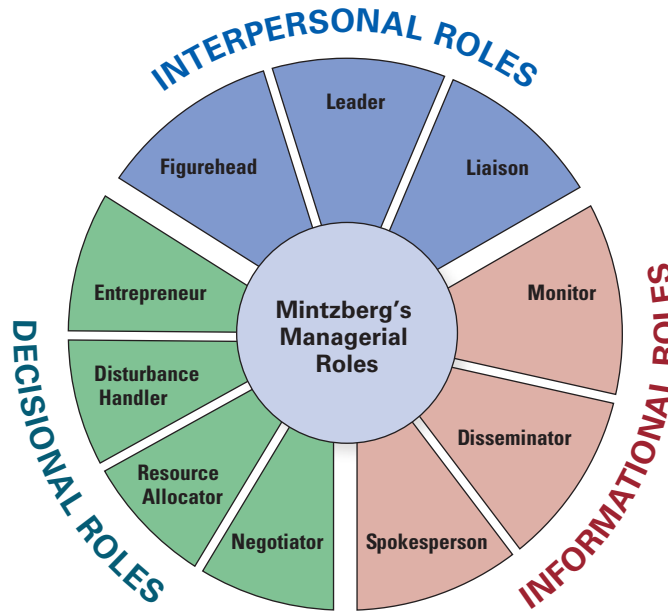 INTERPERSONAL ROLES
Leader
Figurehead
Liaison
Entrepreneur
Monitor
Mintzberg's
Managerial
Roles
Disturbance
Handler
Disseminator
Resource
Allocator
Negotiator
Spokesperson
DECISIONAL ROLES
INFORMATIONAL ROLES